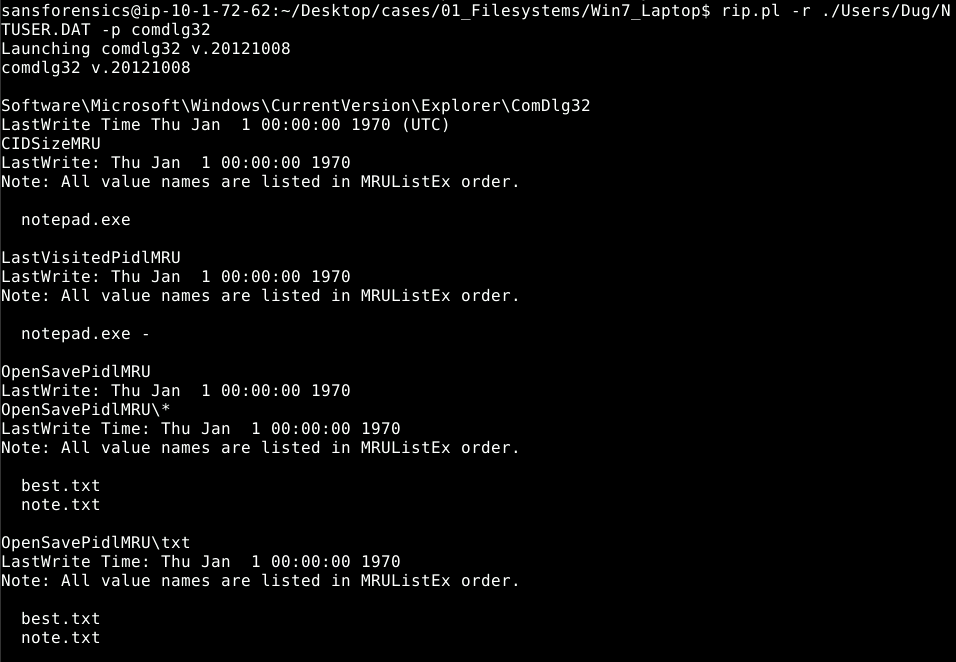 sansforensics@ip-10-1-72-62:~/Desktop/cases/01_Filesystems/Win7_Laptop$ rip.pl -r ./Users/Dug/N
TUSER.DAT -p comdlg32
Launching comdlg32 v.20121008
comdlg32 v.20121008

Software\Microsoft\Windows\CurrentVersion\Explorer\ComDlg32
LastWrite Time Thu Jan  1 00:00:00 1970 (UTC)
CIDSizeMRU
LastWrite: Thu Jan  1 00:00:00 1970
Note: All value names are listed in MRUListEx order.

  notepad.exe

LastVisitedPidlMRU
LastWrite: Thu Jan  1 00:00:00 1970
Note: All value names are listed in MRUListEx order.

  notepad.exe -

OpenSavePidlMRU
LastWrite: Thu Jan  1 00:00:00 1970
OpenSavePidlMRU\*
LastWrite Time: Thu Jan  1 00:00:00 1970
Note: All value names are listed in MRUListEx order.

  best.txt
  note.txt

OpenSavePidlMRU\txt
LastWrite Time: Thu Jan  1 00:00:00 1970
Note: All value names are listed in MRUListEx order.

  best.txt
  note.txt